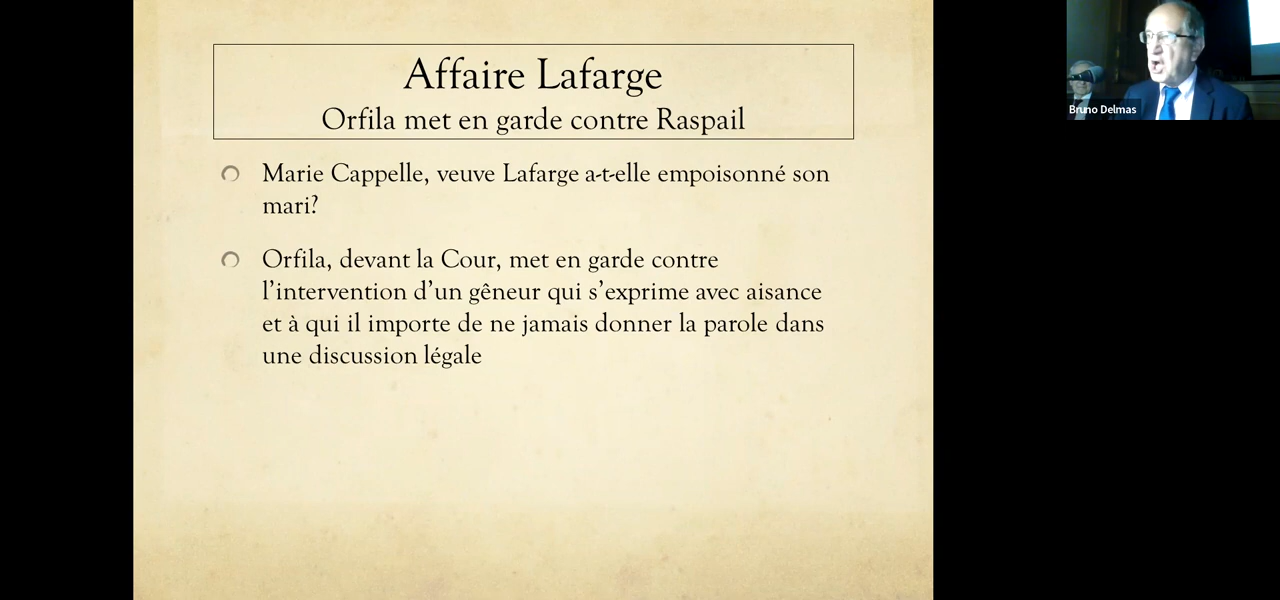 Affaire Lafarge
Orfila met en garde contre Raspail
Marie Cappelle, veuve Lafarge a-t-elle empoisonné son
mari?
Orfila, devant la Cour, met en garde contre
l’intervention d’un gêneur qui s’exprime avec aisance
et à qui il importe de ne jamais donner la parole dans
une discussion légale
Bruno Delmas